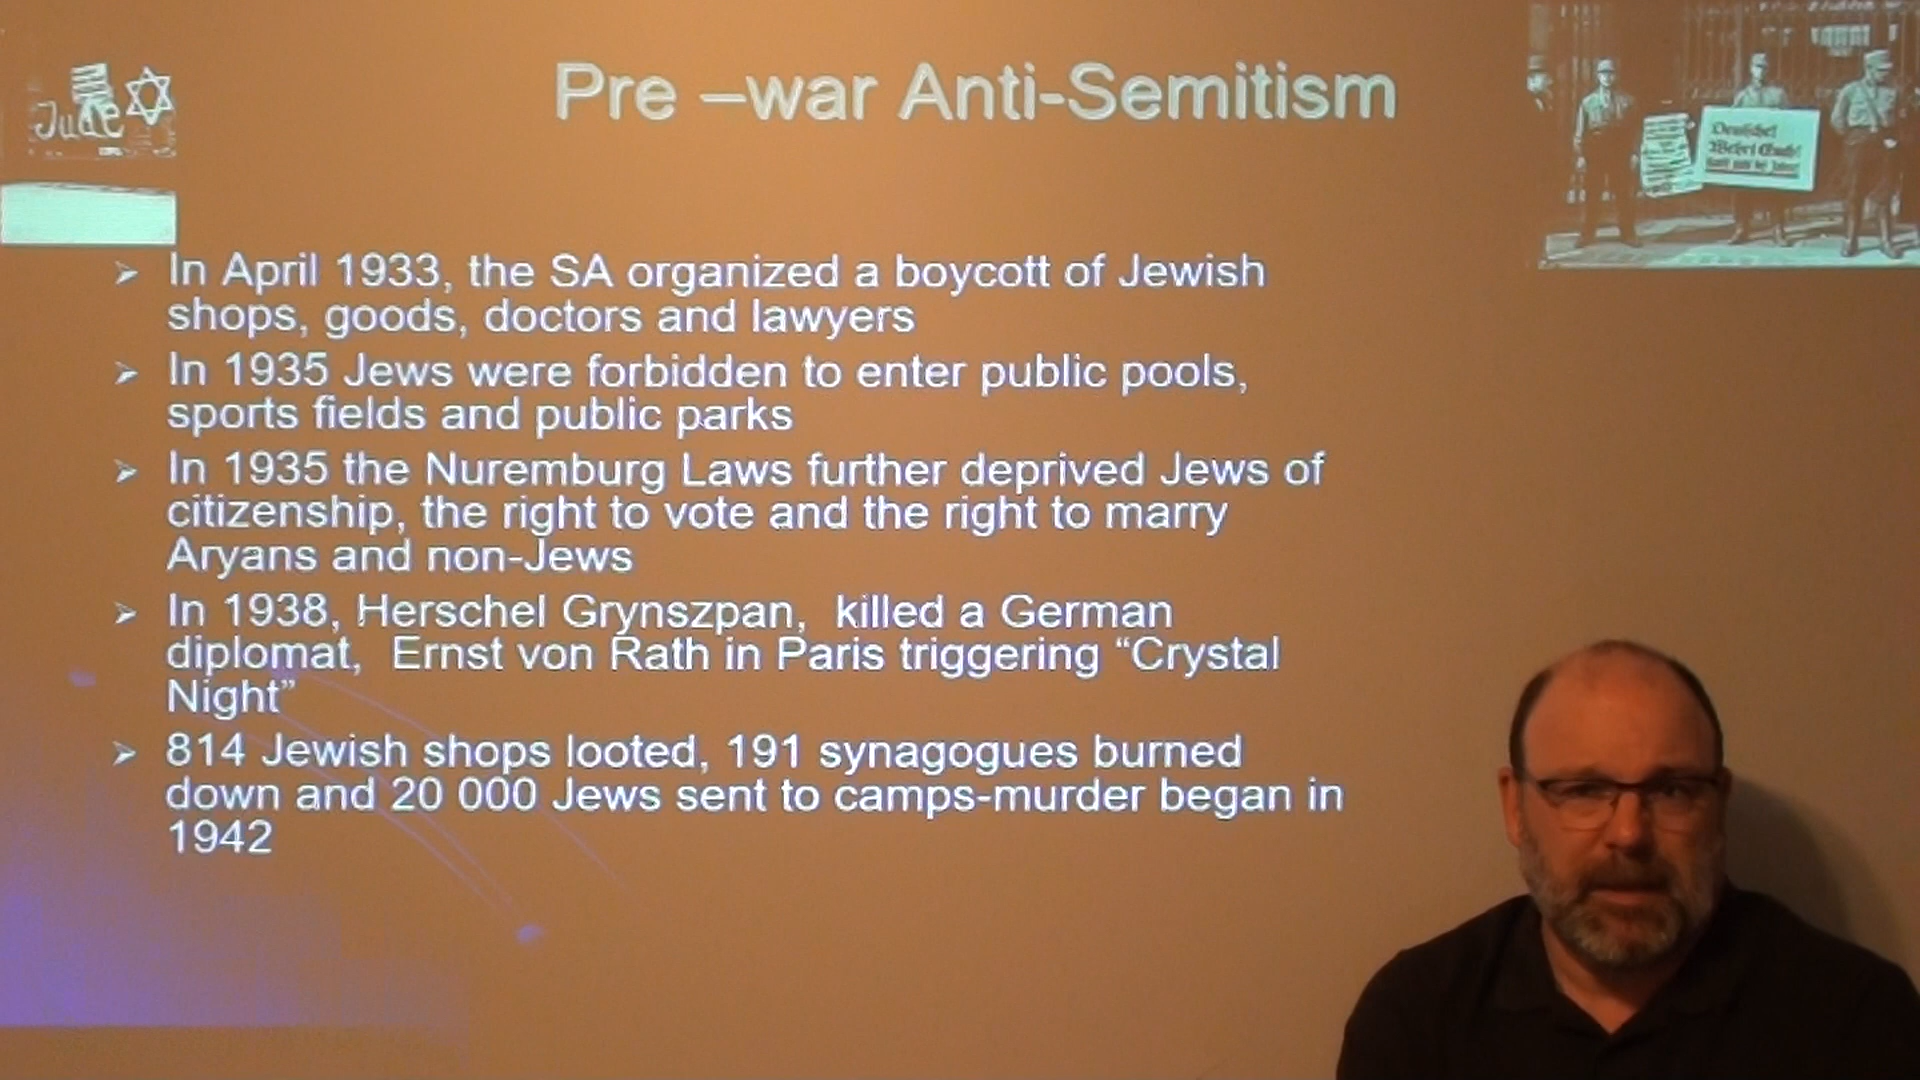 Jude
Pre –war Anti-Semitism
Deutsche!
Wehrt Euch!
➢ In April 1933, the SA organized a boycott of Jewish
shops, goods, doctors and lawyers
➢ In 1935 Jews were forbidden to enter public pools,
sports fields and public parks
➢ In 1935 the Nuremburg Laws further deprived Jews of
citizenship, the right to vote and the right to marry
Aryans and non-Jews
➢ In 1938, Herschel Grynszpan, killed a German
diplomat, Ernst von Rath in Paris triggering “Crystal
Night”
➢ 814 Jewish shops looted, 191 synagogues burned
down and 20 000 Jews sent to camps-murder began in
1942